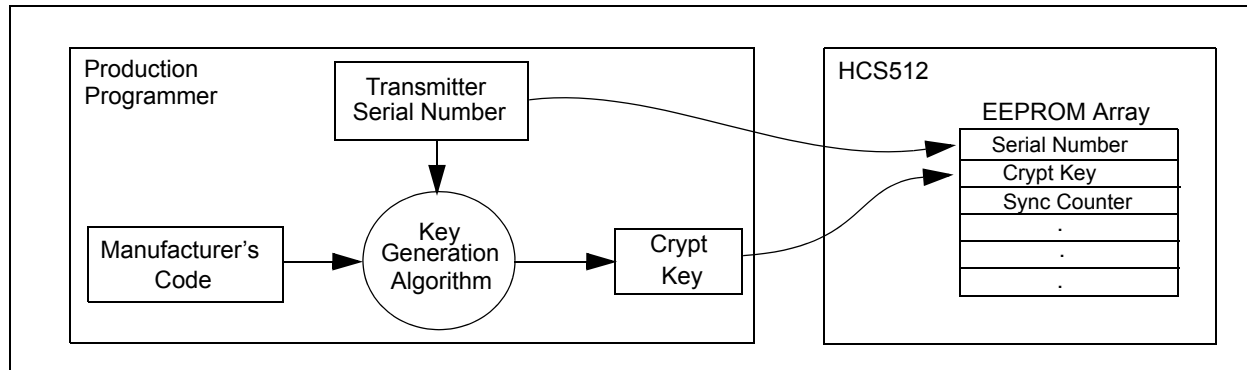 Production
Programmer
Transmitter
Serial Number
Manufacturer's
Code
Key
Generation
Algorithm
Crypt
Key
HCS512
EEPROM Array
Serial Number
Crypt Key
Sync Counter
.
.
.